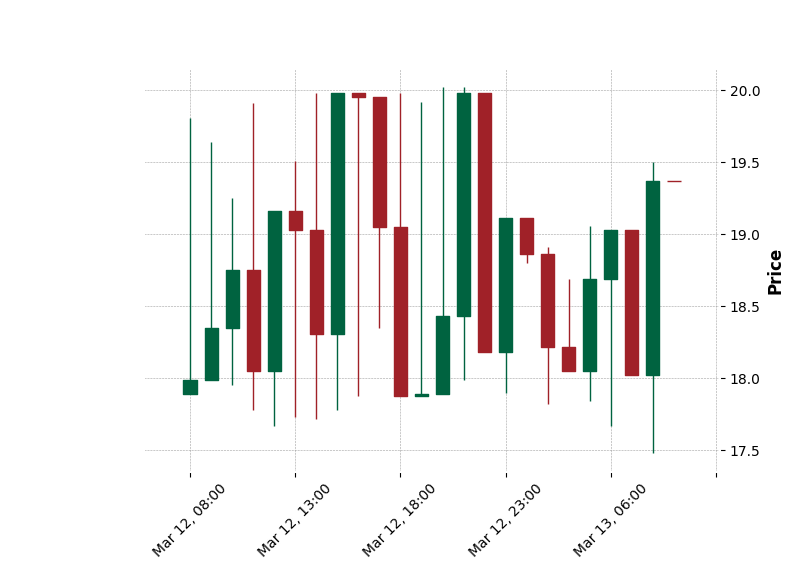 20.0
19.5
19.0
18.5
18.0
17.5
Price
Mar 12, 08:00
Mar 12, 13:00
Mar 12, 18:00
Mar 12, 23:00
Mar 13, 06:00